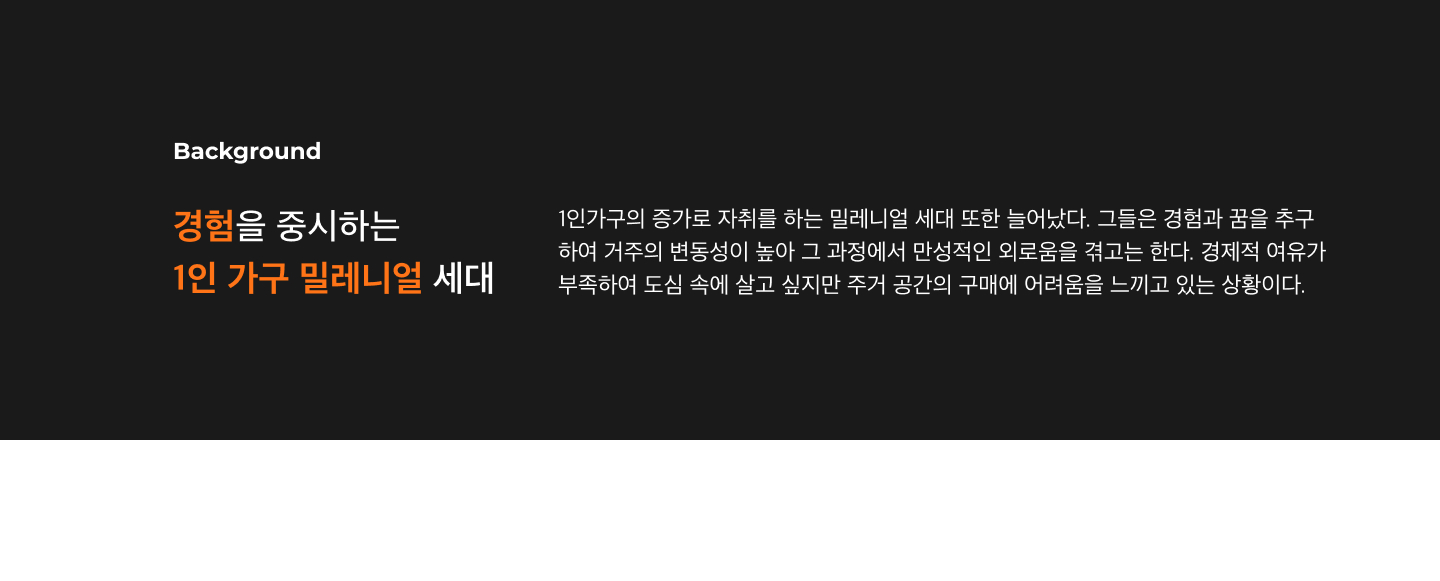 Background
경험을 중시하는
1인 가구 밀레니얼 세대
1인가구의 증가로 자취를 하는 밀레니얼 세대 또한 늘어났다. 그들은 경험과 꿈을 추구
하여 거주의 변동성이 높아 그 과정에서 만성적인 외로움을 겪고는 한다. 경제적 여유가
부족하여 도심 속에 살고 싶지만 주거 공간의 구매에 어려움을 느끼고 있는 상황이다.